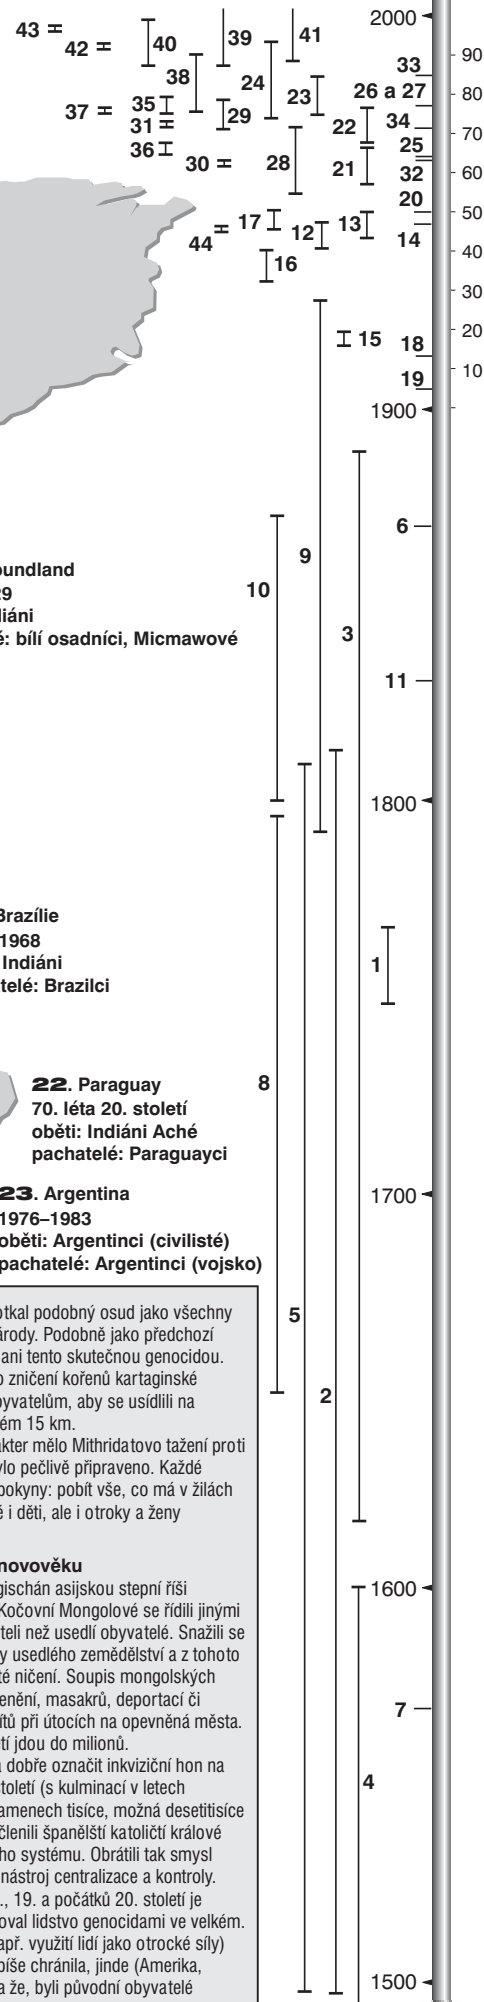 2000
43
42
40
39
41
90
33
38
24
23
26 a 27
80
37
35
31
29
22
34
70
36
30
28
21
25
32
60
20
50
44
17
12
13
14
40
16
30
15
18
20
19
10
1900
6
9
10
3
11
1800
1
8
1700
5
2
1600
7
4
1500
oundland
29
diáni
é: bílí osadníci, Micmawové
Brazílie
1968
Indiáni
telé: Brazilci
22. Paraguay
70. léta 20. století
oběti: Indiáni Aché
pachatelé: Paraguayci
23. Argentina
1976–1983
oběti: Argentinci (civilisté)
pachatelé: Argentinci (vojsko)
otkal podobný osud jako všechny
árody. Podobně jako předchozí
ani tento skutečnou genocidou.
o zničení kořenů kartaginské
byvatelům, aby se usídlili na
ém 15 km.
akter mělo Mithridatovo tažení proti
ylo pečlivě připraveno. Každé
pokyny: pobít vše, co má v žilách
é i děti, ale i otroky a ženy
novověku
gischán asijskou stepní říši
Kočovní Mongolové se řídili jinými
teli než usedlí obyvatelé. Snažili se
y usedlého zemědělství a z tohoto
té ničení. Soupis mongolských
enění, masakrů, deportací či
ítů při útocích na opevněná města.
tí jdou do milionů.
a dobře označit inkviziční hon na
století (s kulminací v letech
amenech tisíce, možná desetitisíce
členili španělští katoličtí králové
ho systému. Obrátili tak smysl
nástroj centralizace a kontroly.
., 19. a počátků 20. století je
oval lidstvo genocidami ve velkém.
apř. využití lidí jako otrocké síly)
píše chránila, jinde (Amerika,
a že, byli původní obyvatelé